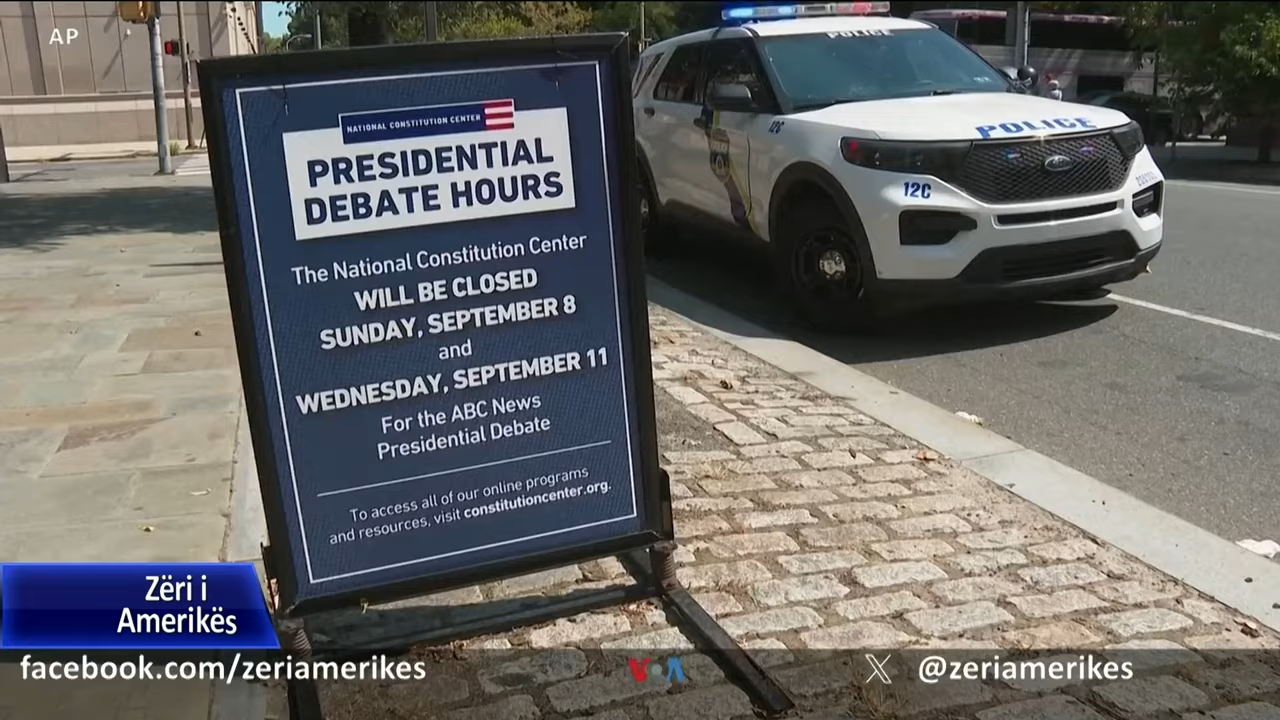 AP
NATIONAL CONSTITUTION CENTER
PRESIDENTIAL
DEBATE HOURS
The National Constitution Center
WILL BE CLOSED
SUNDAY, SEPTEMBER 8
and
WEDNESDAY, SEPTEMBER 11
For the ABC News
Presidential Debate
To access all of our online programs
and resources, visit constitutioncenter.org.
POLICE
12C
POLICE
Ford
12C
Zëri i
Amerikës
facebook.com/zeriamerikes
VOA
X
@zeriamerikes